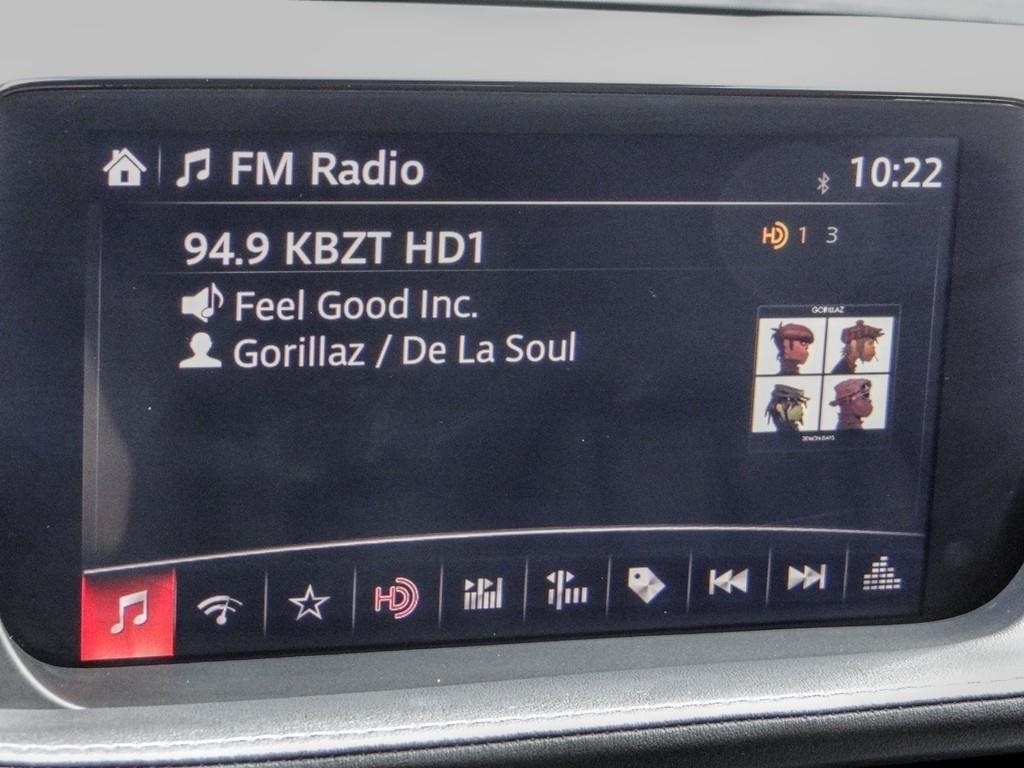 FM Radio
10:22
94.9 KBZT HD1
HD 1 3
Feel Good Inc.
Gorillaz / De La Soul
GORILLAZ
DEMON DAYS
HD